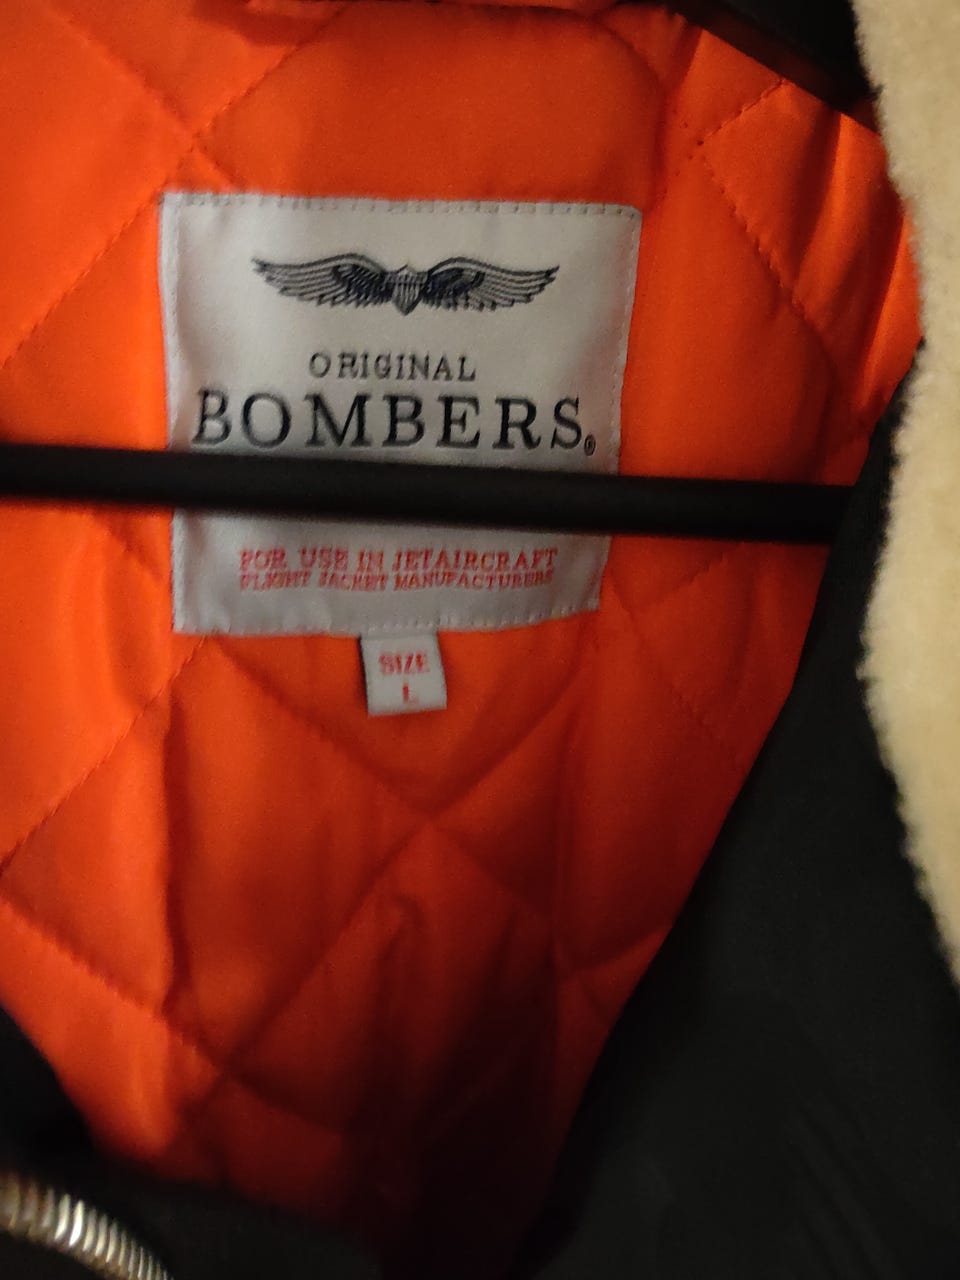 ORIGINAL
BOMBERS®
FOR USE IN JETAIRCRAFT
FLIGHT JACKET MANUFACTURERS
SIZE
L